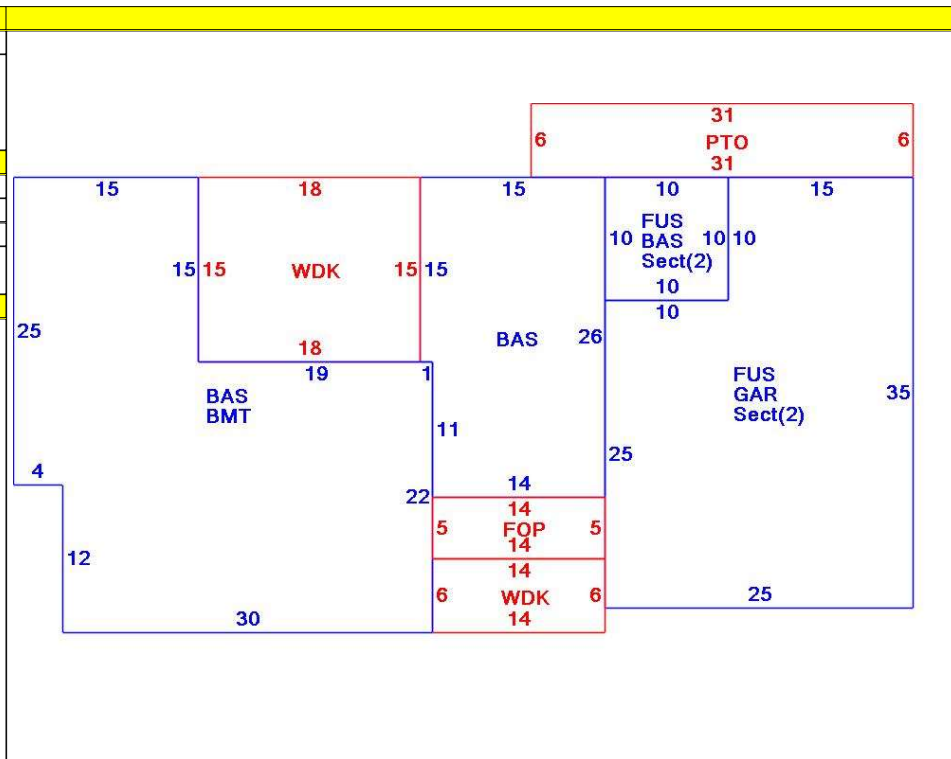 31
6 PTO 6
31
15 18 15 10 15
FUS
10 BAS 10 10
Sect(2)
15 15 WDK 15 15
10
10
25
BAS 26
18
19 1
FUS
GAR
Sect(2)
35
BAS
BMT
11
25
4
14
22
14
5 FOP 5
14
12
14
6 WDK 6
14
25
30